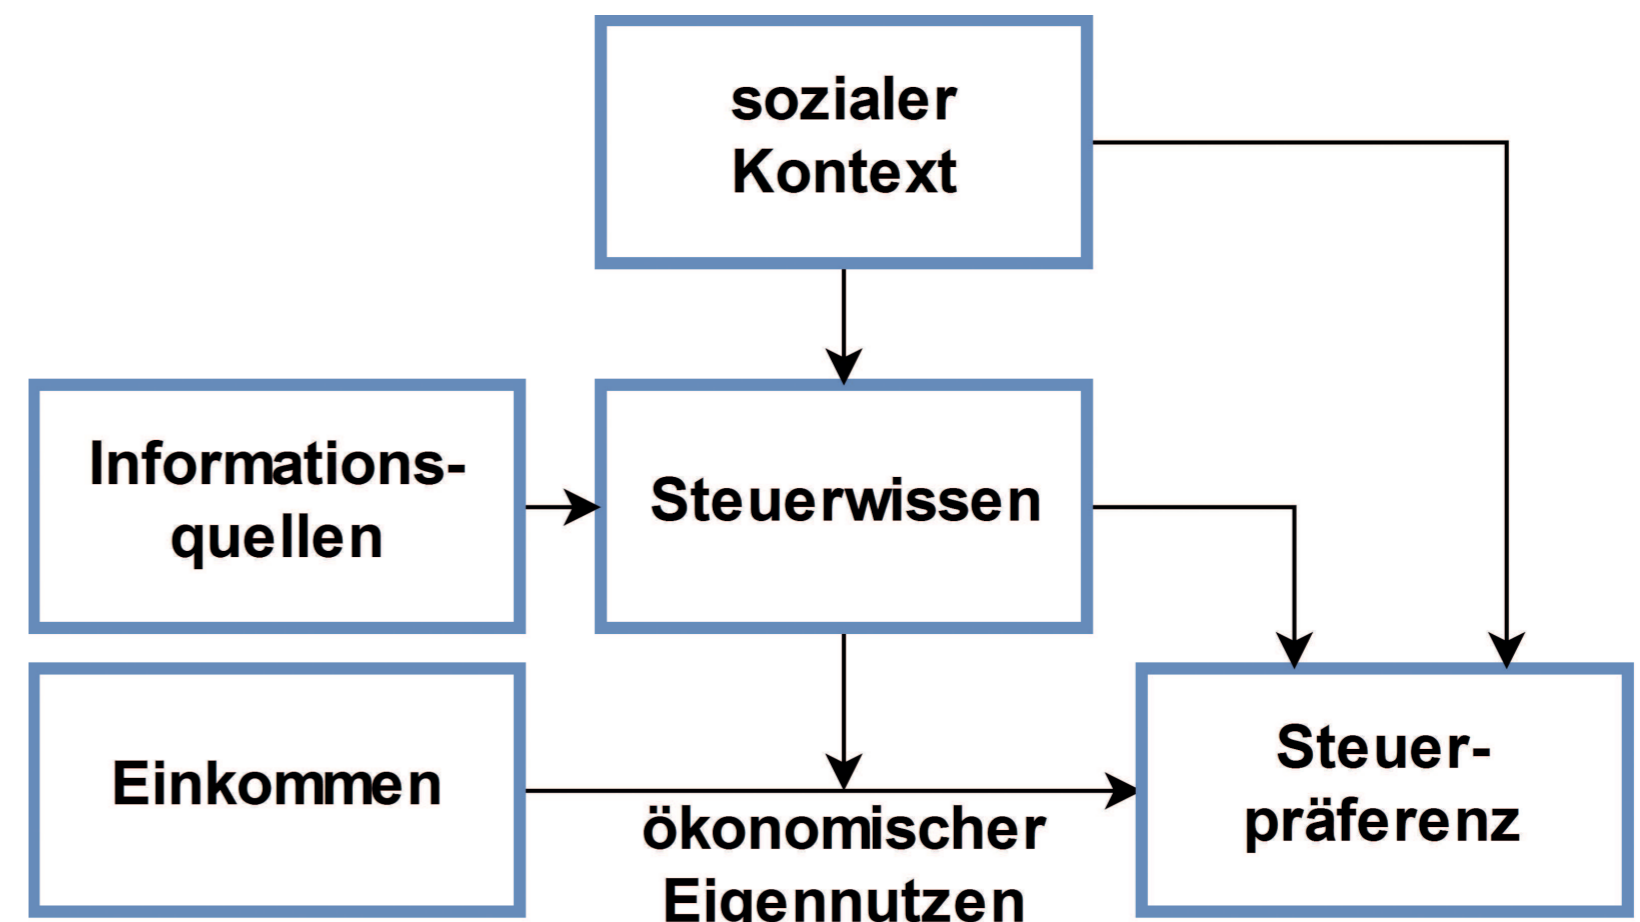 sozialer
Kontext
Informations-
quellen
Steuerwissen
Einkommen
ökonomischer
Eigennutzen
Steuer-
präferenz